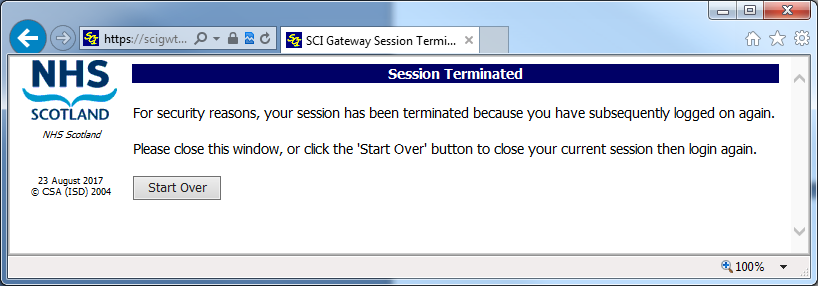 https://scigwt...
SCI Gateway Session Termi...
NHS
SCOTLAND
NHS Scotland
23 August 2017
© CSA (ISD) 2004
Session Terminated
For security reasons, your session has been terminated because you have subsequently logged on again.
Please close this window, or click the 'Start Over' button to close your current session then login again.
Start Over
100%